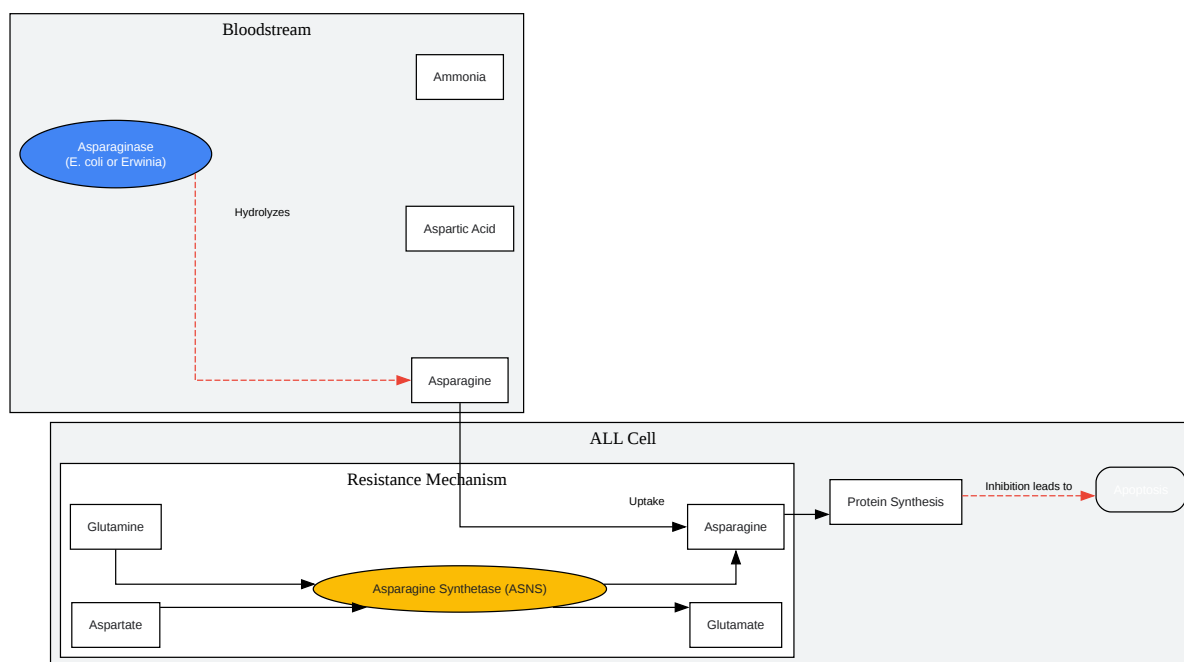 Bloodstream
Ammonia
Asparaginase
(E. coli or Erwinia)
Hydrolyzes
Aspartic Acid
Asparagine
ALL Cell
Resistance Mechanism
Inhibition leads to
Apoptosis
Protein Synthesis
Uptake
Glutamine
Asparagine
Asparagine Synthetase (ASNS)
Aspartate
Glutamate